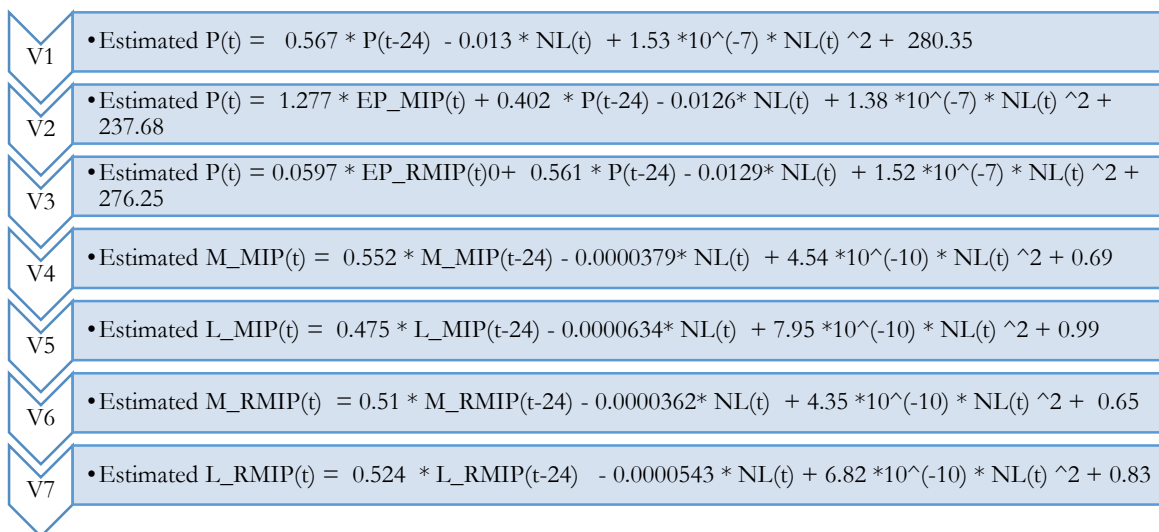 V1
•Estimated P(t) = 0.567 * P(t-24) - 0.013 * NL(t) + 1.53 *10^(-7) * NL(t) ^2 + 280.35
V2
•Estimated P(t) = 1.277 * EP_MIP(t) + 0.402 * P(t-24) - 0.0126* NL(t) + 1.38 *10^(-7) * NL(t) ^2 +
237.68
V3
•Estimated P(t) = 0.0597 * EP_RMIP(t)0+ 0.561 * P(t-24) - 0.0129* NL(t) + 1.52 *10^(-7) * NL(t) ^2 +
276.25
V4
•Estimated M_MIP(t) = 0.552 * M_MIP(t-24) - 0.0000379* NL(t) + 4.54 *10^(-10) * NL(t) ^2 + 0.69
V5
•Estimated L_MIP(t) = 0.475 * L_MIP(t-24) - 0.0000634* NL(t) + 7.95 *10^(-10) * NL(t) ^2 + 0.99
V6
•Estimated M_RMIP(t) = 0.51 * M_RMIP(t-24) - 0.0000362* NL(t) + 4.35 *10^(-10) * NL(t) ^2 + 0.65
V7
•Estimated L_RMIP(t) = 0.524 * L_RMIP(t-24) - 0.0000543 * NL(t) + 6.82 *10^(-10) * NL(t) ^2 + 0.83